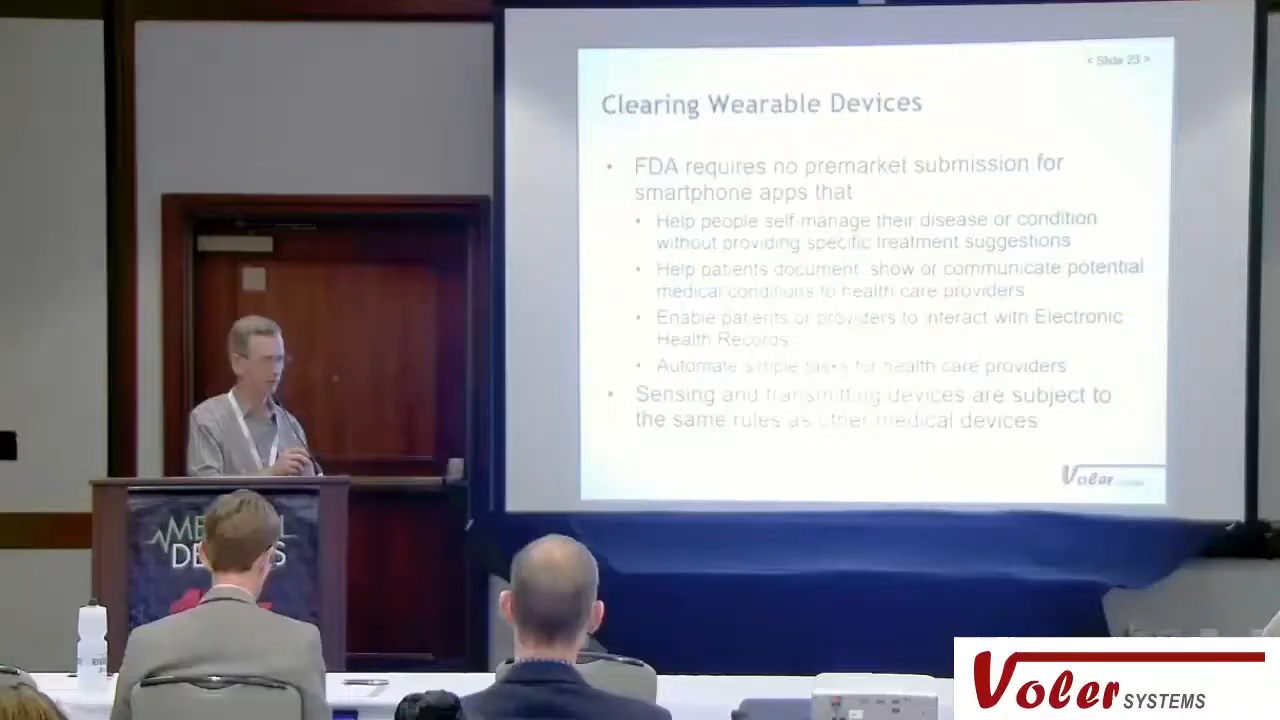 < Slide 23 >
Clearing Wearable Devices
• FDA requires no premarket submission for
smartphone apps that
• Help people self-manage their disease or condition
without providing specific treatment suggestions
• Help patients document, show or communicate potential
medical conditions to health care providers
• Enable patients or providers to interact with Electronic
Health Records
• Automate simple tasks for health care providers
• Sensing and transmitting devices are subject to
the same rules as other medical devices
Voler
Voler SYSTEMS